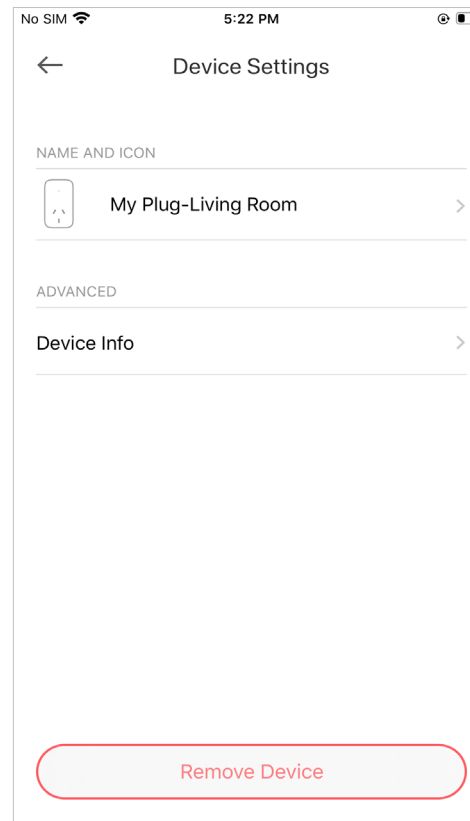 No SIM 5:22 PM
Device Settings
NAME AND ICON
My Plug-Living Room
ADVANCED
Device Info
Remove Device